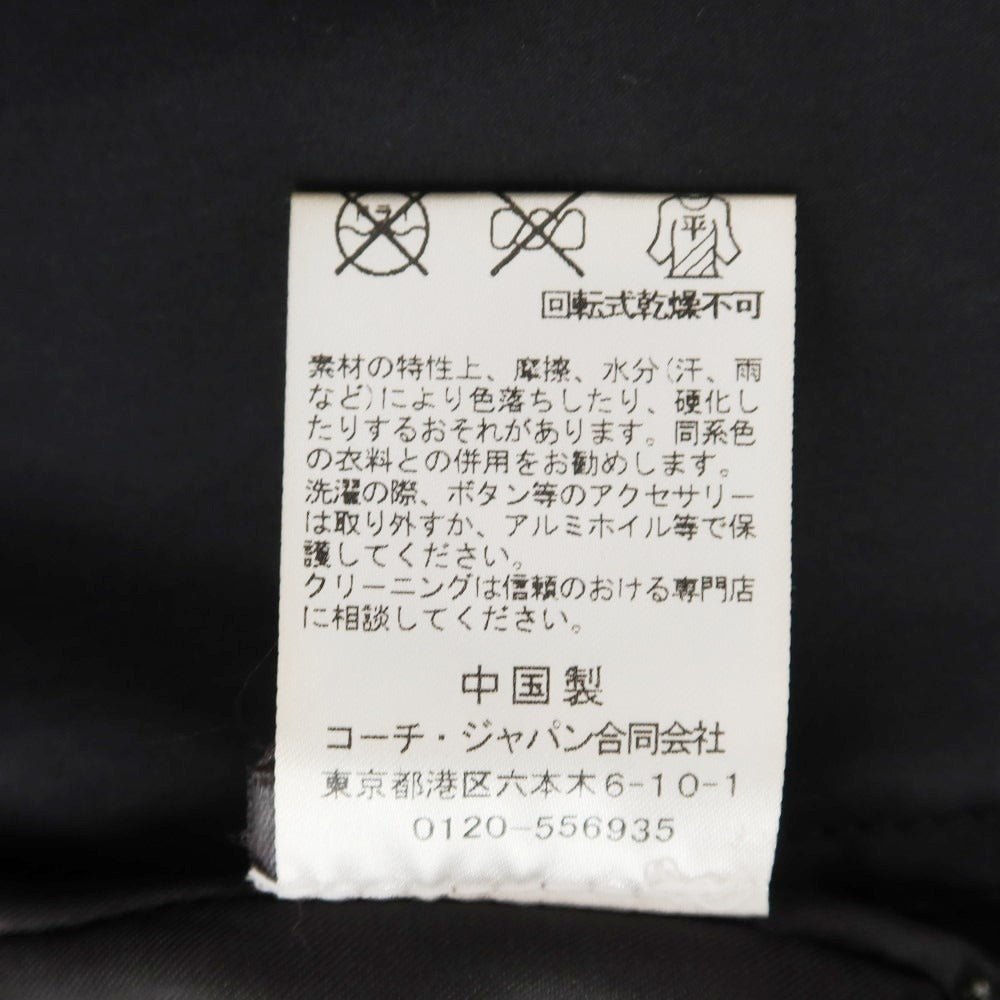 ドライ
平
回転式乾燥不可
素材の特性上、摩擦、水分(汗、雨
など)により色落ちしたり、硬化し
たりするおそれがあります。同系色
の衣料との併用をお勧めします。
洗濯の際、ボタン等のアクセサリー
は取り外すか、アルミホイル等で保
護してください。
クリーニングは信頼のおける専門店
に相談してください。
中国製
コーチ・ジャパン合同会社
東京都港区六本木6-10-1
0120-556935